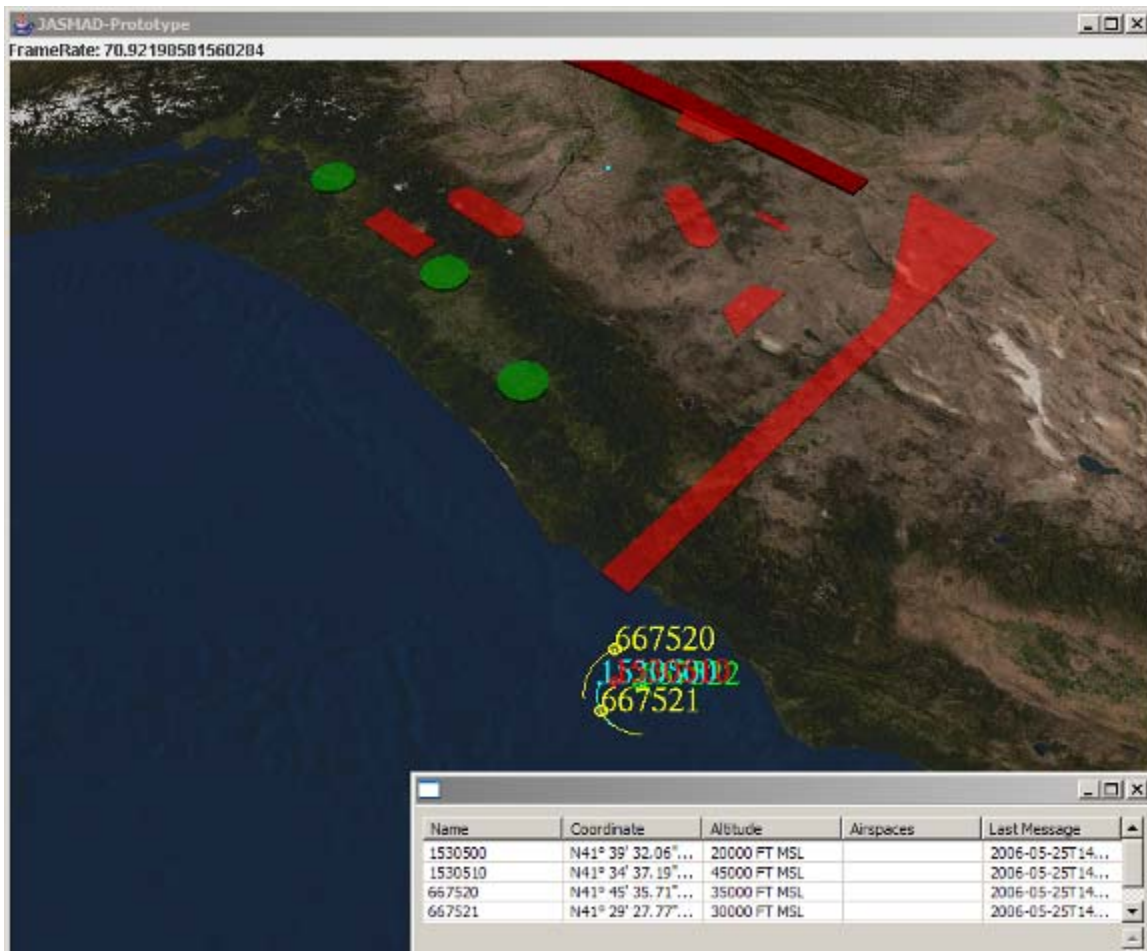 JASMAD-Prototype
FrameRate: 70.92198581560284
667520
667521
Name Coordinate Altitude Airspaces Last Message
1530500 N41° 39' 32.06"... 20000 FT MSL 2006-05-25T14...
1530510 N41° 34' 37.19"... 45000 FT MSL 2006-05-25T14...
667520 N41° 45' 35.71"... 35000 FT MSL 2006-05-25T14...
667521 N41° 29' 27.77"... 30000 FT MSL 2006-05-25T14...